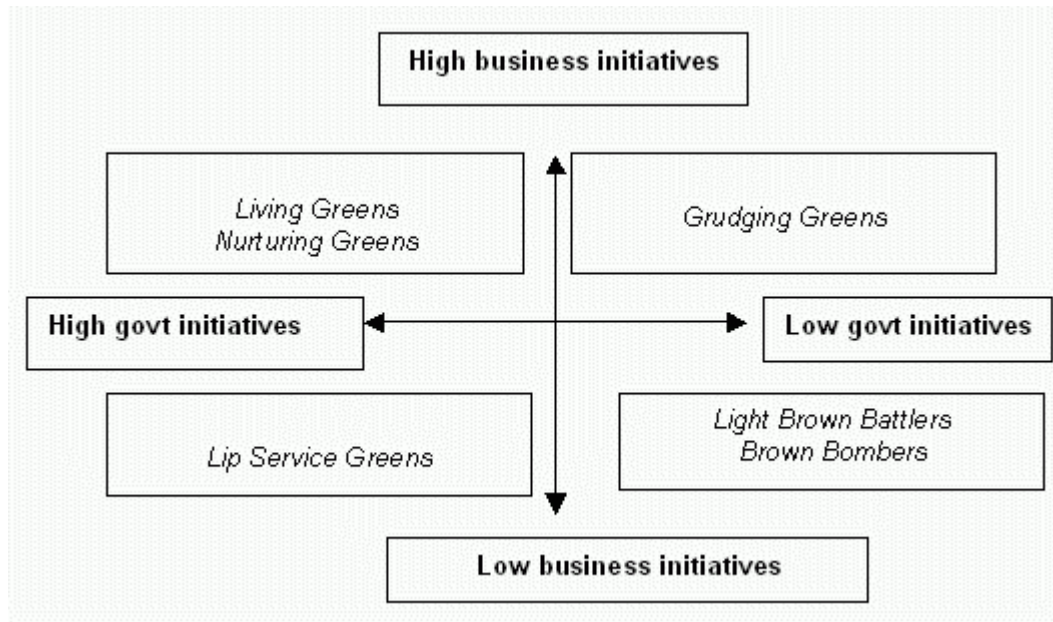 High business initiatives
Living Greens
Nurturing Greens
Grudging Greens
High govt initiatives
Low govt initiatives
Lip Service Greens
Light Brown Battlers
Brown Bombers
Low business initiatives